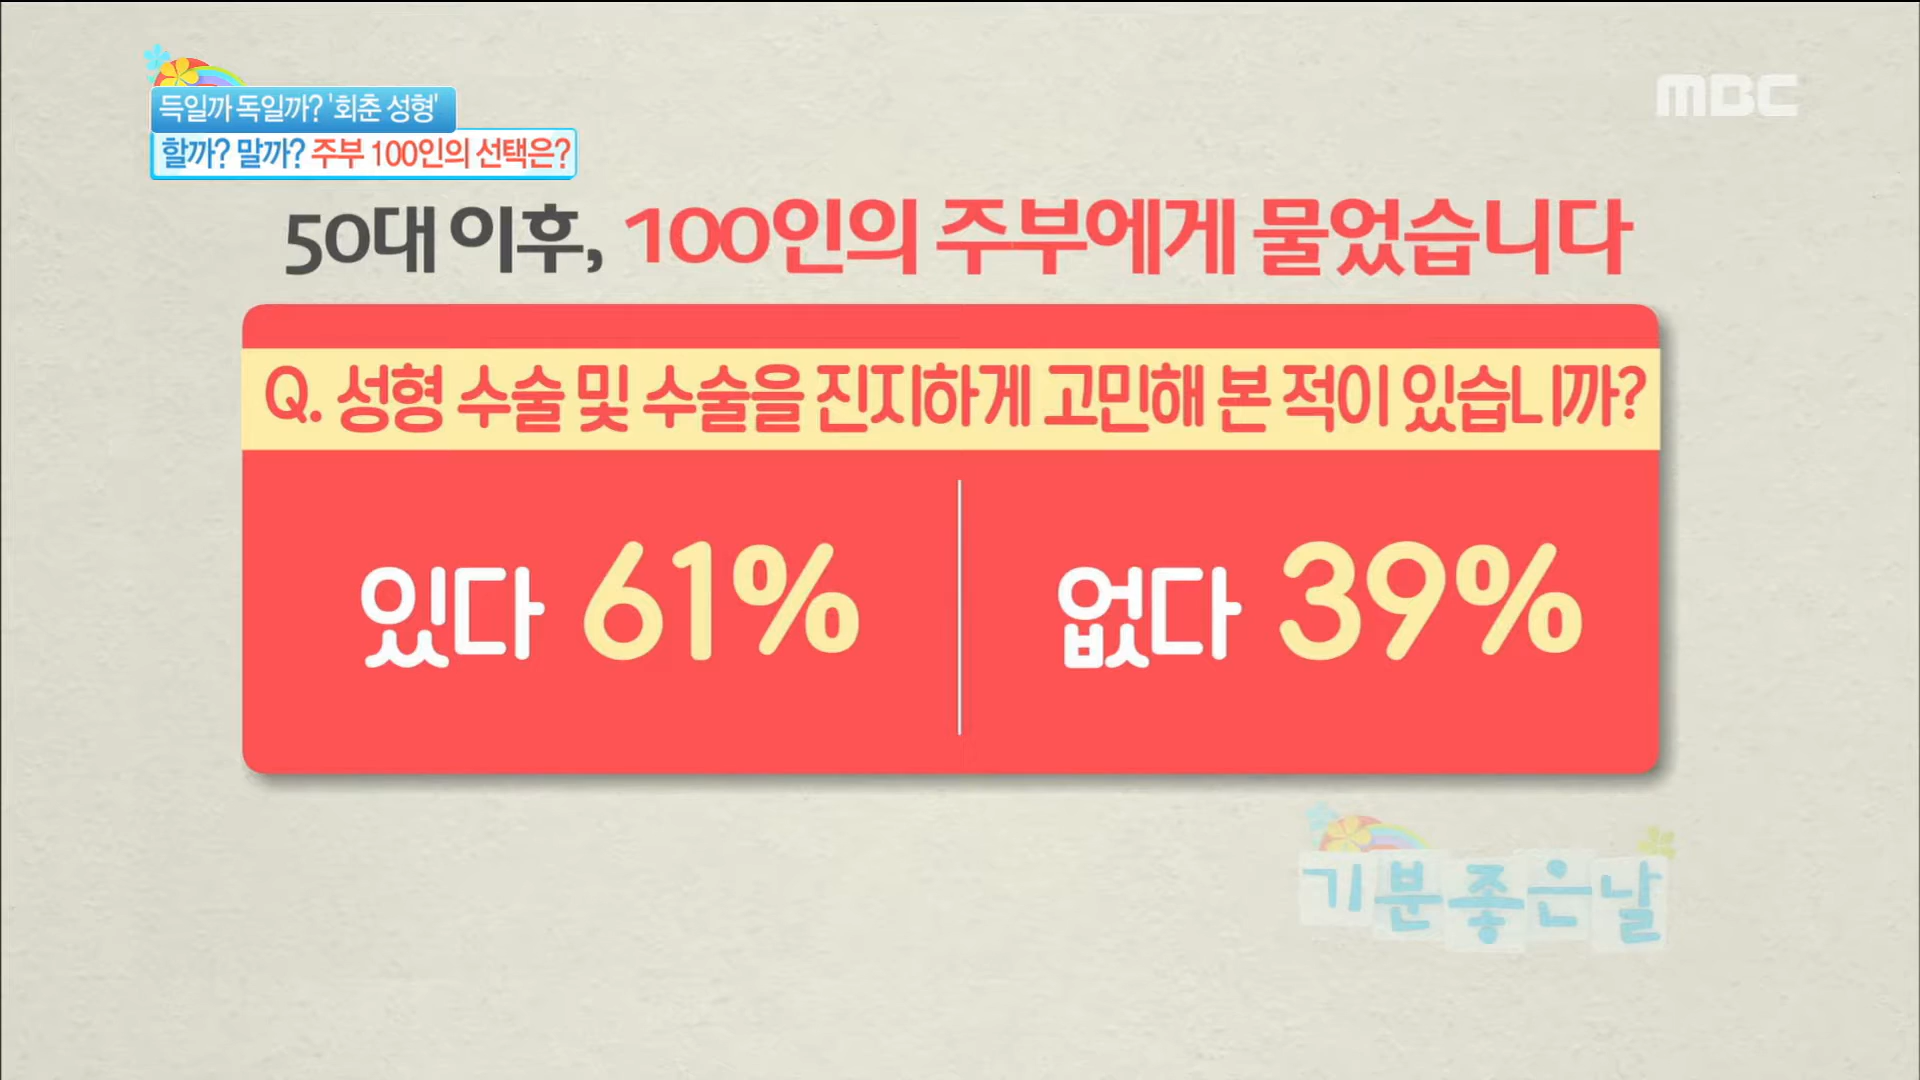 득일까 독일까? '회춘 성형'
MBC
할까? 말까? 주부 100인의 선택은?
50대 이후, 100인의 주부에게 물었습니다
Q. 성형 수술 및 수술을 진지하게 고민해 본 적이 있습니까?
있다 61%
없다 39%
기분좋은날